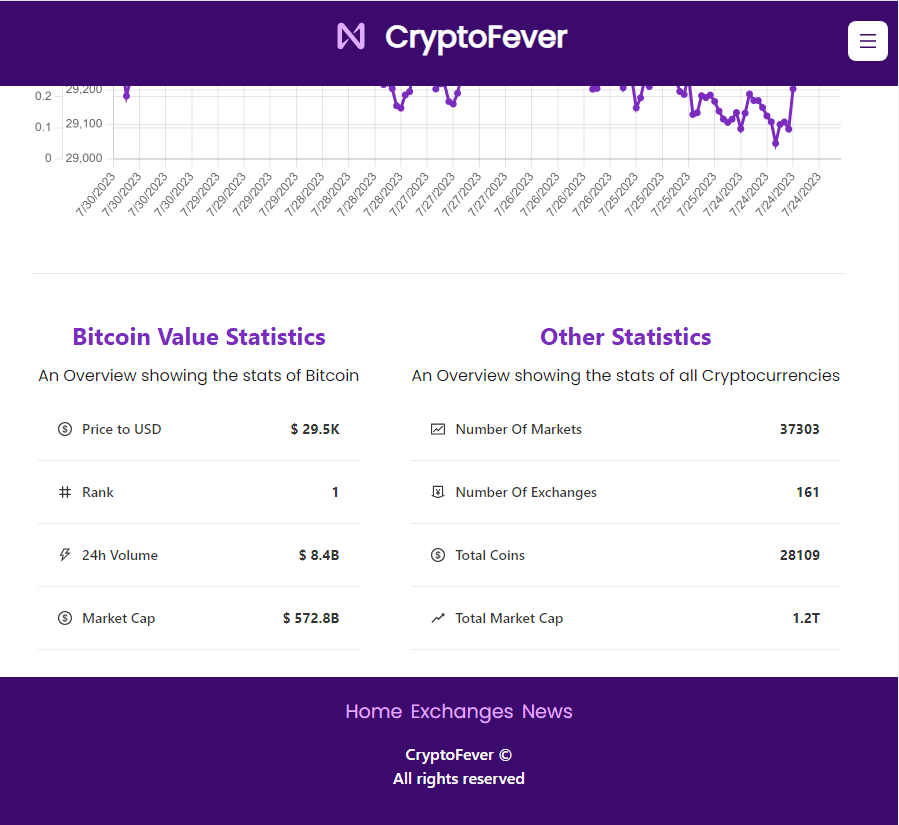 CryptoFever
0.2 29,200
0.1 29,100
0 29,000
7/30/2023 7/30/2023 7/30/2023 7/30/2023 7/29/2023 7/29/2023 7/29/2023 7/29/2023 7/28/2023 7/28/2023 7/28/2023 7/28/2023 7/27/2023 7/27/2023 7/27/2023 7/27/2023 7/26/2023 7/26/2023 7/26/2023 7/26/2023 7/25/2023 7/25/2023 7/25/2023 7/25/2023 7/24/2023 7/24/2023 7/24/2023 7/24/2023
Bitcoin Value Statistics
An Overview showing the stats of Bitcoin
Price to USD $ 29.5K
Rank 1
24h Volume $ 8.4B
Market Cap $ 572.8B
Other Statistics
An Overview showing the stats of all Cryptocurrencies
Number Of Markets 37303
Number Of Exchanges 161
Total Coins 28109
Total Market Cap 1.2T
Home Exchanges News
CryptoFever ©
All rights reserved